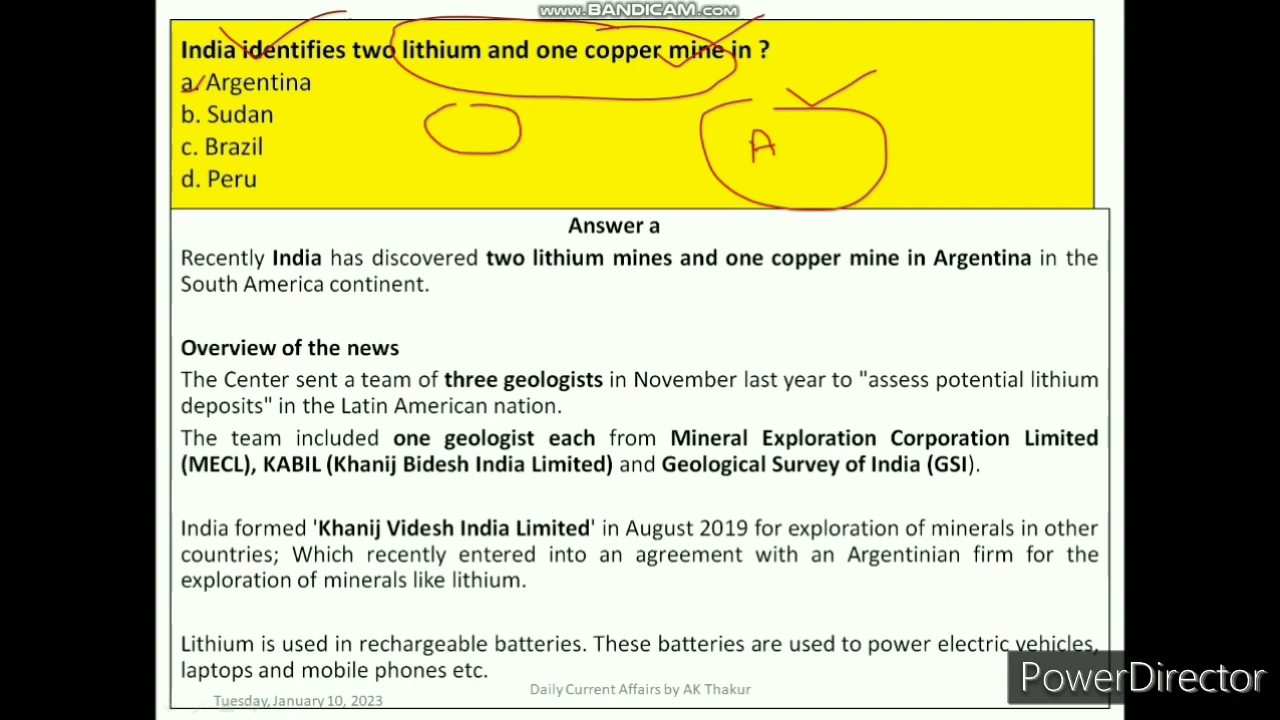 WWW.BANDICAM.COM
India identifies two lithium and one copper mine in ?
a. Argentina
b. Sudan
c. Brazil
d. Peru
A
Answer a
Recently India has discovered two lithium mines and one copper mine in Argentina in the
South America continent.
Overview of the news
The Center sent a team of three geologists in November last year to "assess potential lithium
deposits" in the Latin American nation.
The team included one geologist each from Mineral Exploration Corporation Limited
(MECL), KABIL (Khanij Bidesh India Limited) and Geological Survey of India (GSI).
India formed 'Khanij Videsh India Limited' in August 2019 for exploration of minerals in other
countries; Which recently entered into an agreement with an Argentinian firm for the
exploration of minerals like lithium.
Lithium is used in rechargeable batteries. These batteries are used to power electric vehicles,
laptops and mobile phones etc.
PowerDirector
Daily Current Affairs by AK Thakur
Tuesday, January 10, 2023